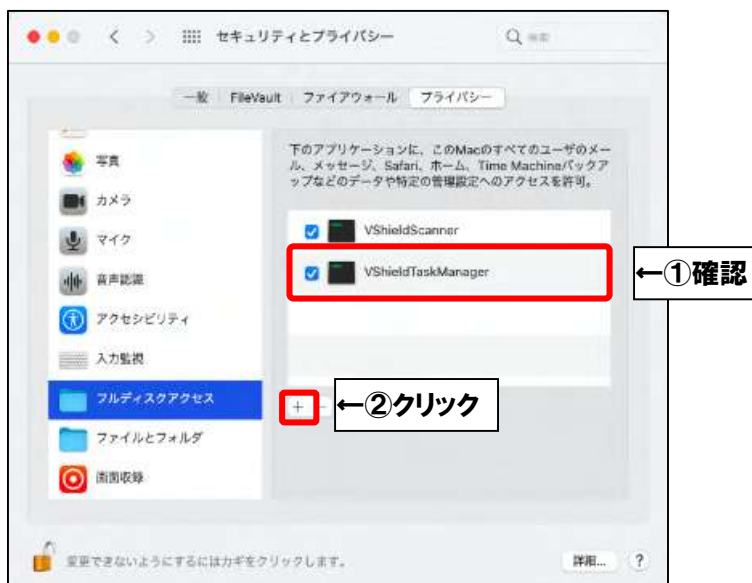 セキュリティとプライバシー
検索
一般 FileVault ファイアウォール プライバシー
下のアプリケーションに、このMacのすべてのユーザのメー
ル、メッセージ、Safari、ホーム、Time Machineバックア
ップなどのデータや特定の管理設定へのアクセスを許可。
写真
カメラ
マイク
音声認識
アクセシビリティ
入力監視
フルディスクアクセス
ファイルとフォルダ
画面収録
VShieldScanner
VShieldTaskManager
←①確認
+ −
←②クリック
変更できないようにするにはカギをクリックします。
詳細... ?